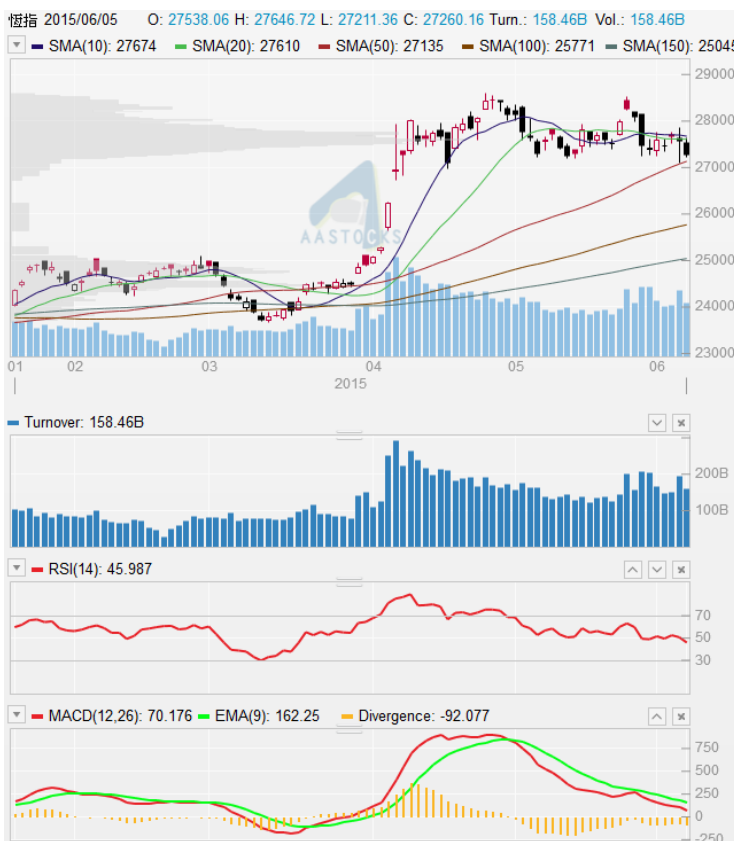 恆指 2015/06/05 O: 27538.06 H: 27646.72 L: 27211.36 C: 27260.16 Turn.: 158.46B Vol.: 158.46B
SMA(10): 27674 SMA(20): 27610 SMA(50): 27135 SMA(100): 25771 SMA(150): 25045
29000
28000
27000
26000
AASTOCKS
25000
24000
23000
01 02 03 04 05 06
2015
Turnover: 158.46B
200B
100B
RSI(14): 45.987
70
50
30
MACD(12,26): 70.176 EMA(9): 162.25 Divergence: -92.077
750
500
250
0
-250